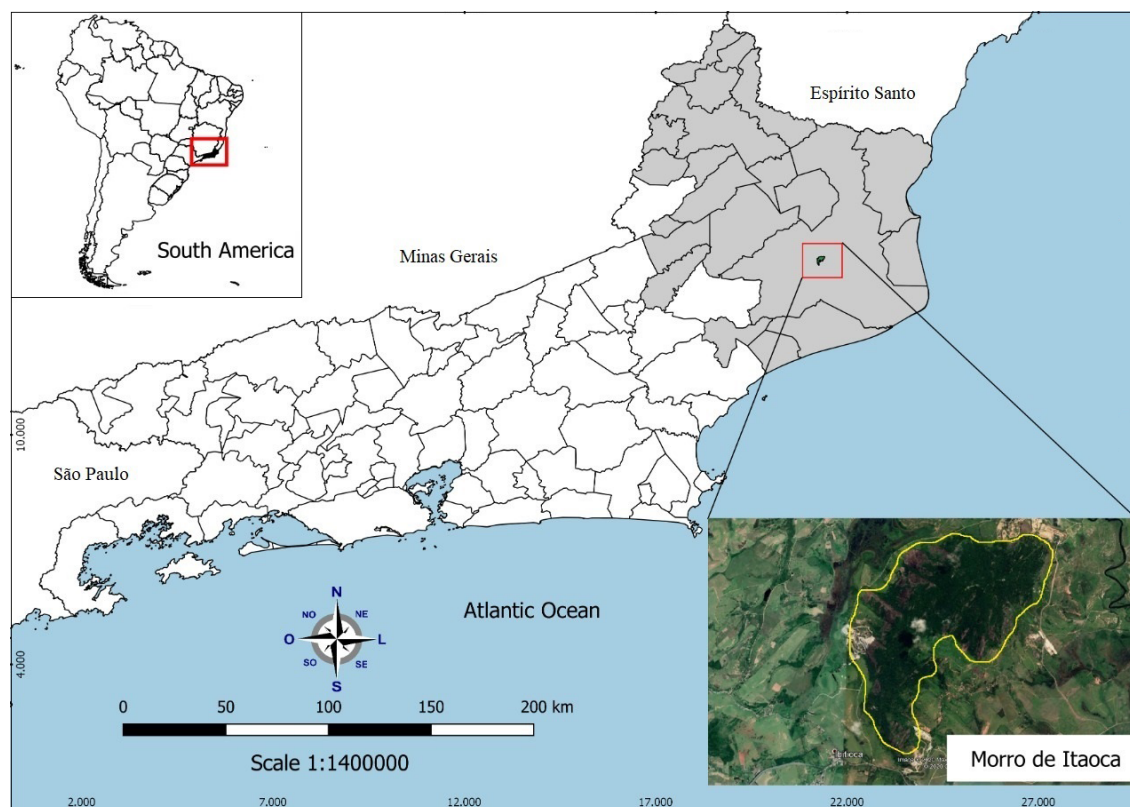 Espírito Santo
South America
Minas Gerais
10.000
São Paulo
N
NO
NE
O
L
SO
SE
S
Atlantic Ocean
4.000
0 50 100 150 200 km
Scale 1:1400000
Morro de Itaoca
2.000 7.000 12.000 17.000 22.000 27.000